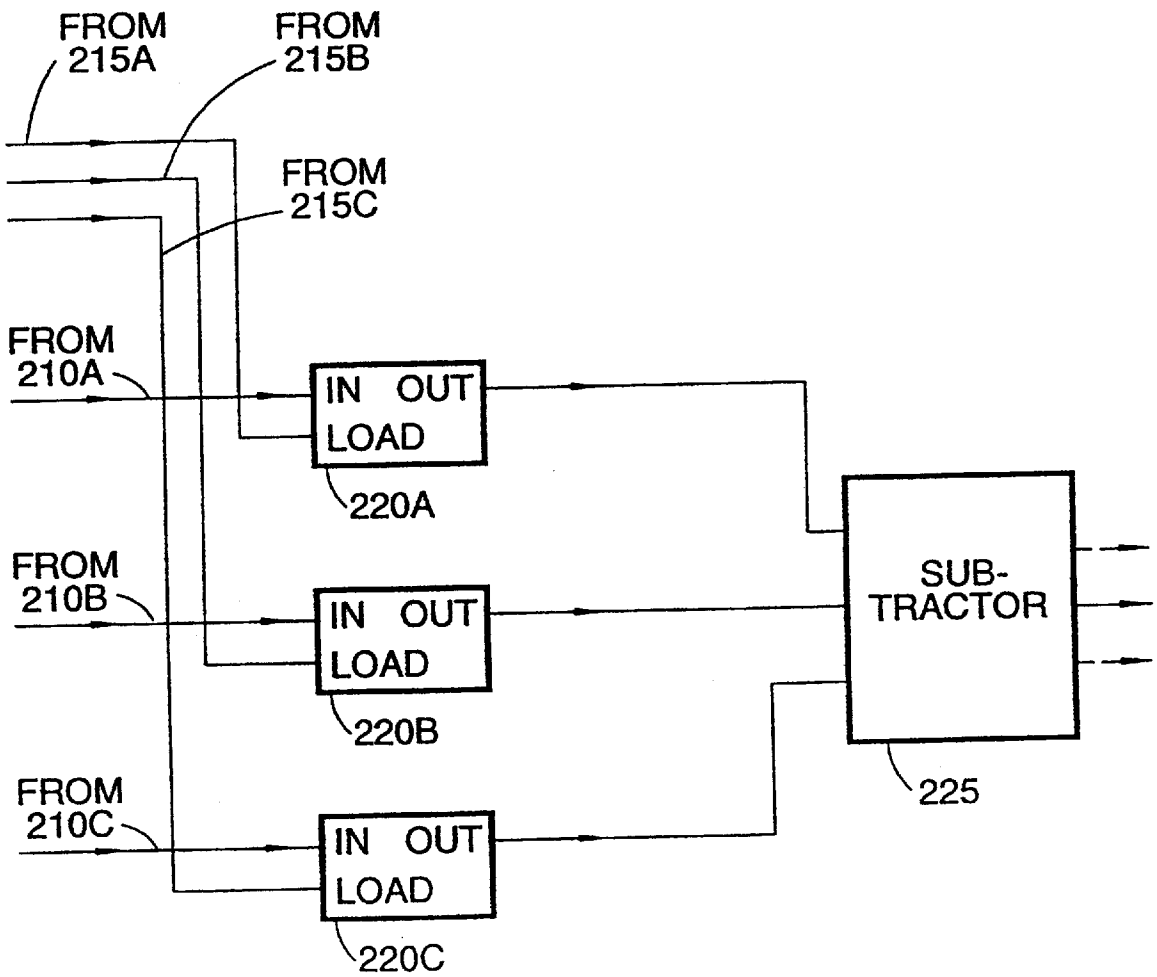 FROM
215A
FROM
215B
FROM
215C
FROM
210A
IN OUT
LOAD
220A
SUB-
TRACTOR
225
FROM
210B
IN OUT
LOAD
220B
FROM
210C
IN OUT
LOAD
220C